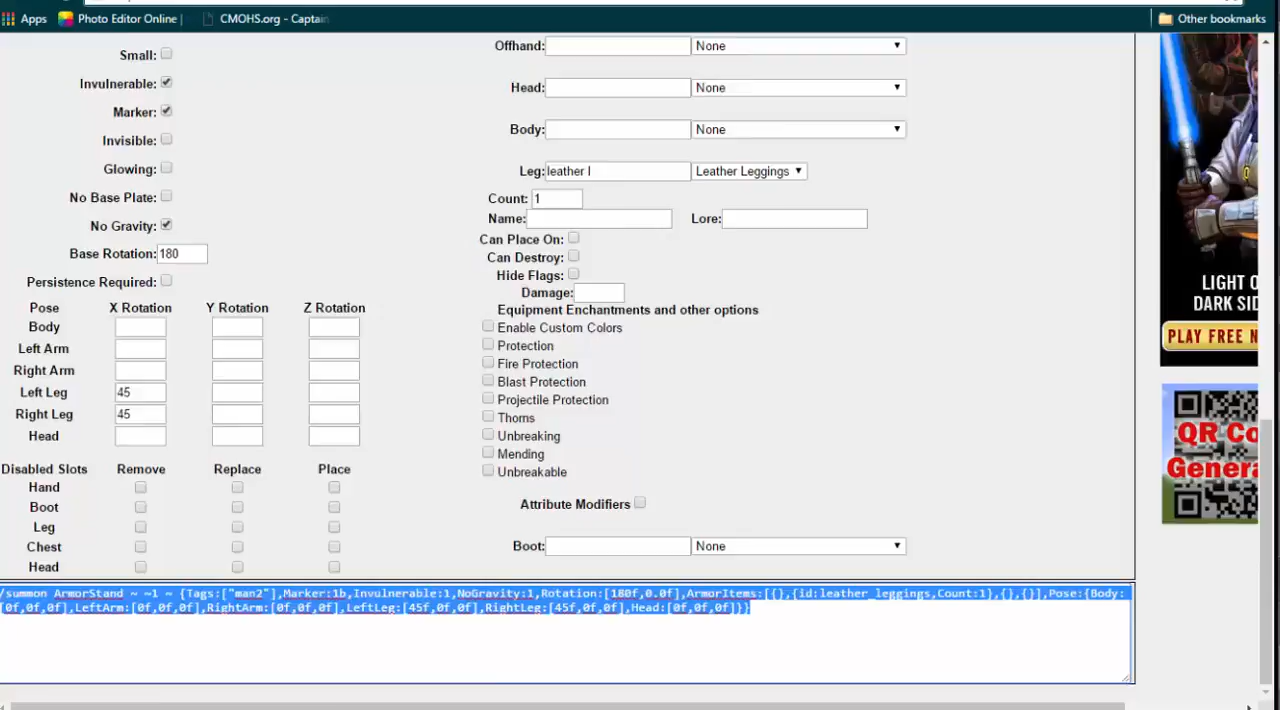 Apps Photo Editor Online | CMOHS.org - Captain Other bookmarks
Small:
Invulnerable:
Marker:
Invisible:
Glowing:
No Base Plate:
No Gravity:
Base Rotation: 180
Persistence Required:
Pose X Rotation Y Rotation Z Rotation
Body
Left Arm
Right Arm
Left Leg 45
Right Leg 45
Head
Disabled Slots Remove Replace Place
Hand
Boot
Leg
Chest
Head
Offhand: None
Head: None
Body: None
Leg: leather l Leather Leggings
Count: 1
Name: Lore:
Can Place On:
Can Destroy:
Hide Flags:
Damage:
Equipment Enchantments and other options
Enable Custom Colors
Protection
Fire Protection
Blast Protection
Projectile Protection
Thorns
Unbreaking
Mending
Unbreakable
Attribute Modifiers
Boot: None
/summon ArmorStand ~ ~1 ~ {Tags:["man2"],Marker:1b,Invulnerable:1,NoGravity:1,Rotation:[180f,0.0f],ArmorItems:[{},{id:leather_leggings,Count:1},{},{}],Pose:{Body:
[0f,0f,0f],LeftArm:[0f,0f,0f],RightArm:[0f,0f,0f],LeftLeg:[45f,0f,0f],RightLeg:[45f,0f,0f],Head:[0f,0f,0f]}}
LIGHT O
DARK SID
PLAY FREE N
QR Co
Genera